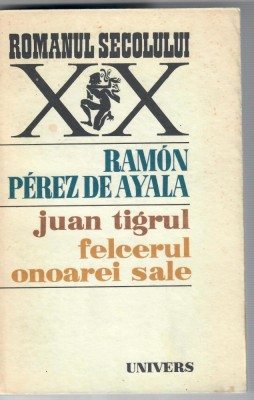 ROMANUL SECOLULUI
XX
RAMÓN
PÉREZ DE AYALA
juan tigrul
felcerul
onoarei sale
UNIVERS